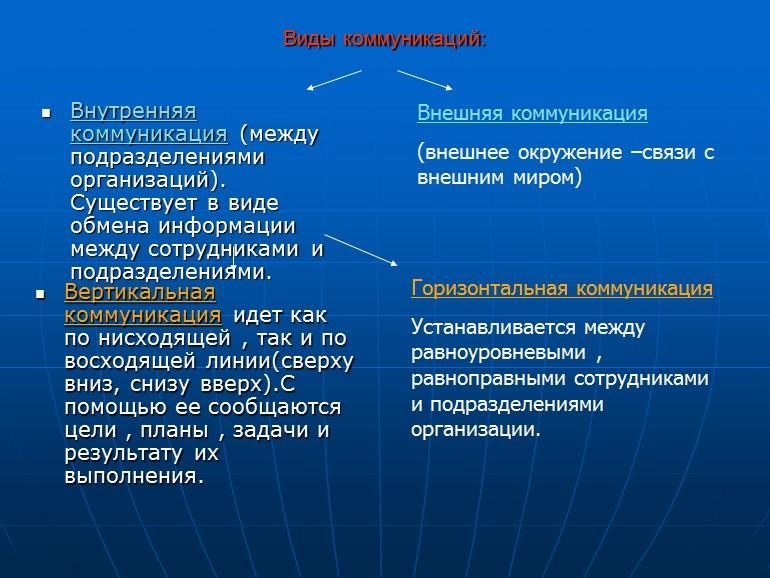 Виды коммуникаций:
Внутренняя
коммуникация (между
подразделениями
организаций).
Существует в виде
обмена информации
между сотрудниками и
подразделениями.
Внешняя коммуникация
(внешнее окружение –связи с
внешним миром)
Вертикальная
коммуникация идет как
по нисходящей , так и по
восходящей линии(сверху
вниз, снизу вверх).С
помощью ее сообщаются
цели , планы , задачи и
результату их
выполнения.
Горизонтальная коммуникация
Устанавливается между
равноуровневыми ,
равноправными сотрудниками
и подразделениями
организации.